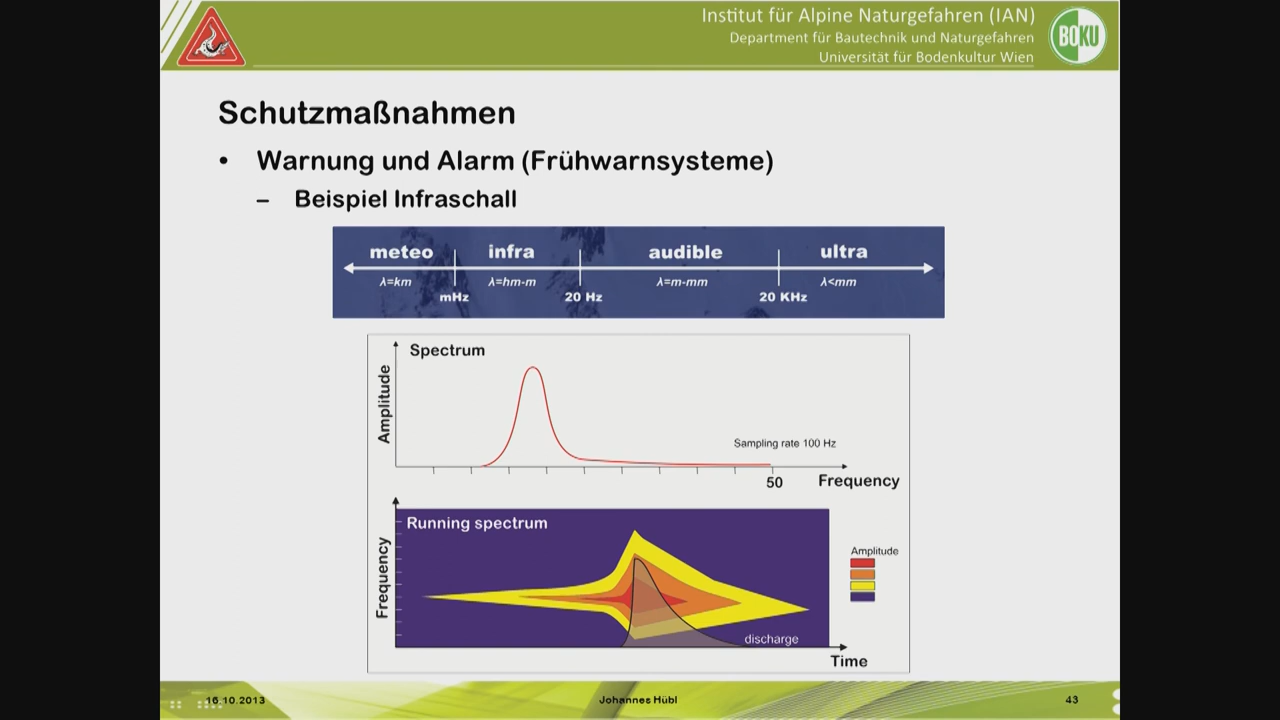 Institut für Alpine Naturgefahren (IAN)
Department für Bautechnik und Naturgefahren
Universität für Bodenkultur Wien
BOKU
Schutzmaßnahmen
• Warnung und Alarm (Frühwarnsysteme)
– Beispiel Infraschall
meteo infra audible ultra
λ=km λ=hm-m λ=m-mm λ<mm
mHz 20 Hz 20 KHz
Spectrum
Amplitude
Sampling rate 100 Hz
50 Frequency
Running spectrum
Frequency
Amplitude
discharge
Time
16.10.2013 Johannes Hübl 43